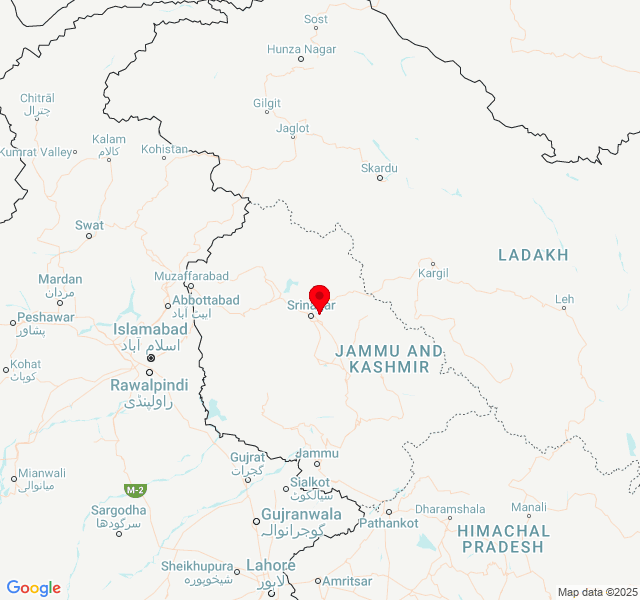 Sost
Hunza Nagar
Chitrāl
چترال
Gilgit
Jaglot
Kalam
کالام
Kumrat Valley
Kohistan
Skardu
Swat
LADAKH
Kargil
Muzaffarabad
Mardan
مردان
Abbottabad
ایبٹ آباد
Leh
Srinagar
Peshawar
پشاور
Islamabad
اسلام آباد
JAMMU AND
KASHMIR
Kohat
کوہاٹ
Rawalpindi
راولپنڈی
Jammu
Gujrat
گجرات
Mianwali
میانوالی
M-2
Sialkot
سیالکوٹ
Sargodha
سرگودھا
Gujranwala
گوجرانوالہ
Pathankot
Dharamshala
Manali
HIMACHAL
PRADESH
Sheikhupura
شیخوپورہ
Lahore
لاہور
Amritsar
Google
Map data ©2025